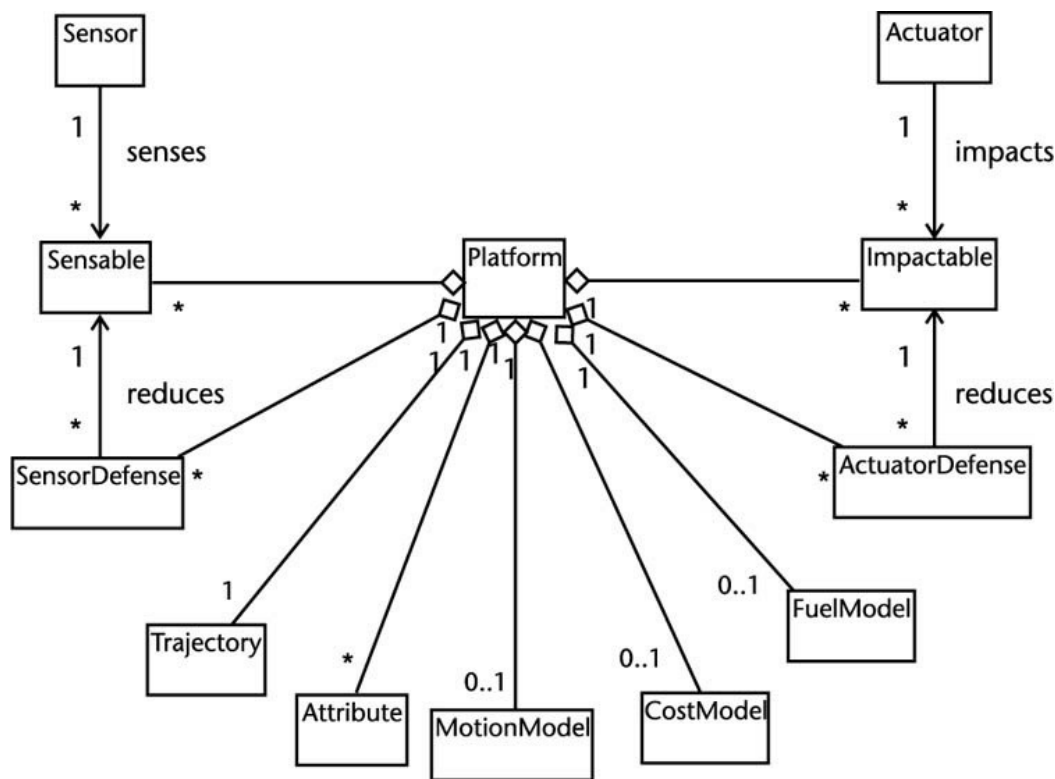 Sensor
Actuator
1
1
senses
impacts
*
*
Sensable
Platform
Impactable
*
*
1
1
1
1
1
1
1
1
1
1
reduces
reduces
*
*
SensorDefense
*
ActuatorDefense
*
1
0..1
FuelModel
Trajectory
*
0..1
0..1
Attribute
MotionModel
CostModel